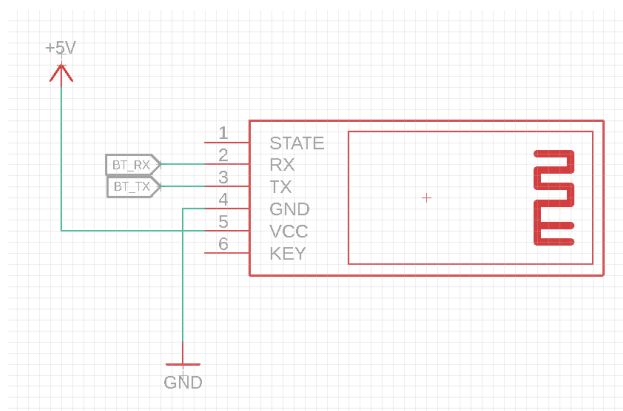 +5V
1 STATE
BT_RX 2 RX
BT_TX 3 TX
4 GND
5 VCC
6 KEY
GND